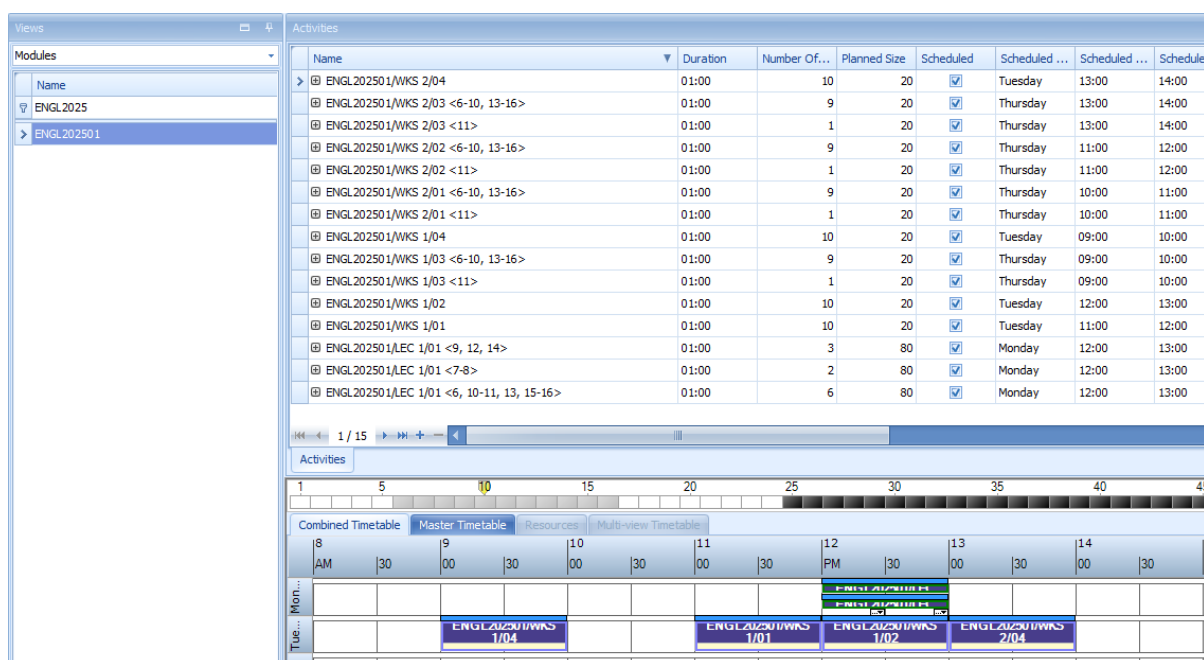 Views
Activities
Modules
Name
ENGL2025
ENGL202501
Name Duration Number Of... Planned Size Scheduled Scheduled ... Scheduled ... Schedule
ENGL202501/WKS 2/04 01:00 10 20 Tuesday 13:00 14:00
ENGL202501/WKS 2/03 <6-10, 13-16> 01:00 9 20 Thursday 13:00 14:00
ENGL202501/WKS 2/03 <11> 01:00 1 20 Thursday 13:00 14:00
ENGL202501/WKS 2/02 <6-10, 13-16> 01:00 9 20 Thursday 11:00 12:00
ENGL202501/WKS 2/02 <11> 01:00 1 20 Thursday 11:00 12:00
ENGL202501/WKS 2/01 <6-10, 13-16> 01:00 9 20 Thursday 10:00 11:00
ENGL202501/WKS 2/01 <11> 01:00 1 20 Thursday 10:00 11:00
ENGL202501/WKS 1/04 01:00 10 20 Tuesday 09:00 10:00
ENGL202501/WKS 1/03 <6-10, 13-16> 01:00 9 20 Thursday 09:00 10:00
ENGL202501/WKS 1/03 <11> 01:00 1 20 Thursday 09:00 10:00
ENGL202501/WKS 1/02 01:00 10 20 Tuesday 12:00 13:00
ENGL202501/WKS 1/01 01:00 10 20 Tuesday 11:00 12:00
ENGL202501/LEC 1/01 <9, 12, 14> 01:00 3 80 Monday 12:00 13:00
ENGL202501/LEC 1/01 <7-8> 01:00 2 80 Monday 12:00 13:00
ENGL202501/LEC 1/01 <6, 10-11, 13, 15-16> 01:00 6 80 Monday 12:00 13:00
1 / 15
Activities
1 5 10 15 20 25 30 35 40 45
Combined Timetable Master Timetable Resources Multi-view Timetable
8 9 10 11 12 13 14
AM 30 00 30 00 30 00 30 PM 30 00 30 00 30
Mon...
Tue...
ENGL202501/WKS ENGL202501/WKS ENGL202501/WKS ENGL202501/WKS
1/04 1/01 1/02 2/04